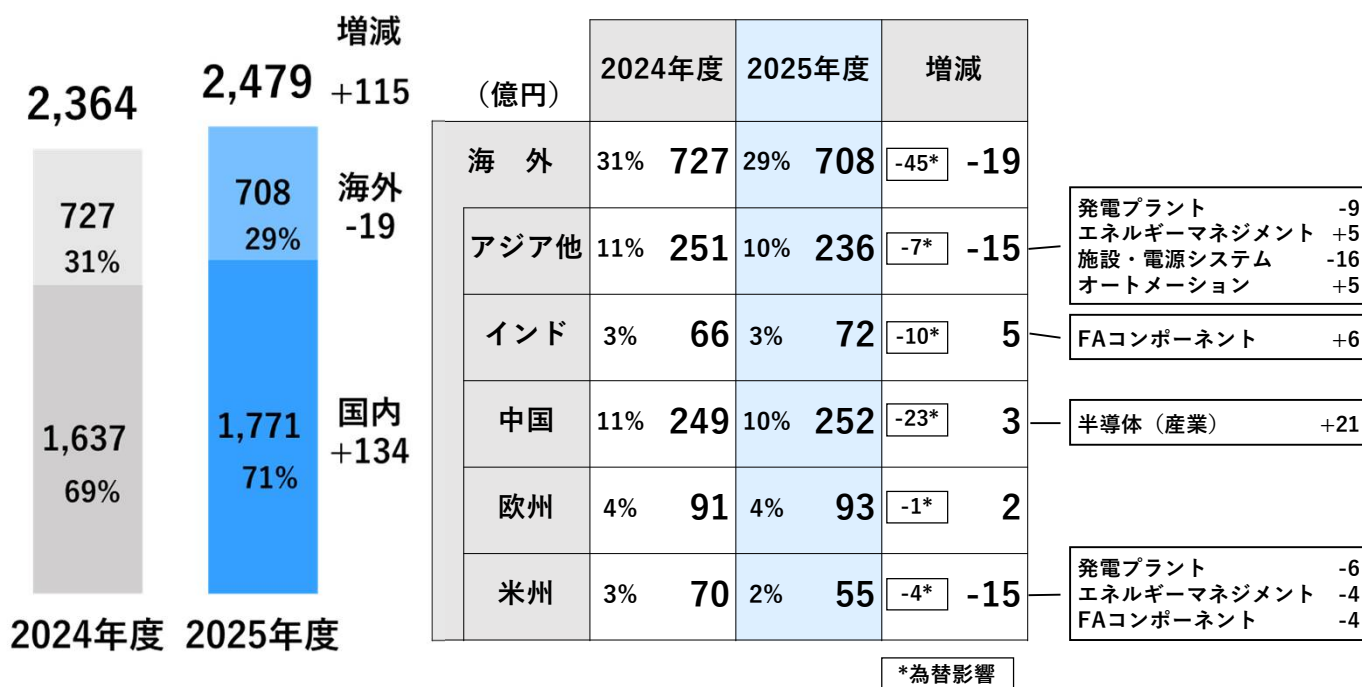 増減
2,364
2,479 +115
727
31%
708
29%
海外
-19
1,637
69%
1,771
71%
国内
+134
2024年度 2025年度
（億円） 2024年度 2025年度 増減
海 外 31% 727 29% 708 -45* -19
アジア他 11% 251 10% 236 -7* -15
インド 3% 66 3% 72 -10* 5
中国 11% 249 10% 252 -23* 3
欧州 4% 91 4% 93 -1* 2
米州 3% 70 2% 55 -4* -15
*為替影響
発電プラント -9
エネルギーマネジメント +5
施設・電源システム -16
オートメーション +5
FAコンポーネント +6
半導体（産業） +21
発電プラント -6
エネルギーマネジメント -4
FAコンポーネント -4